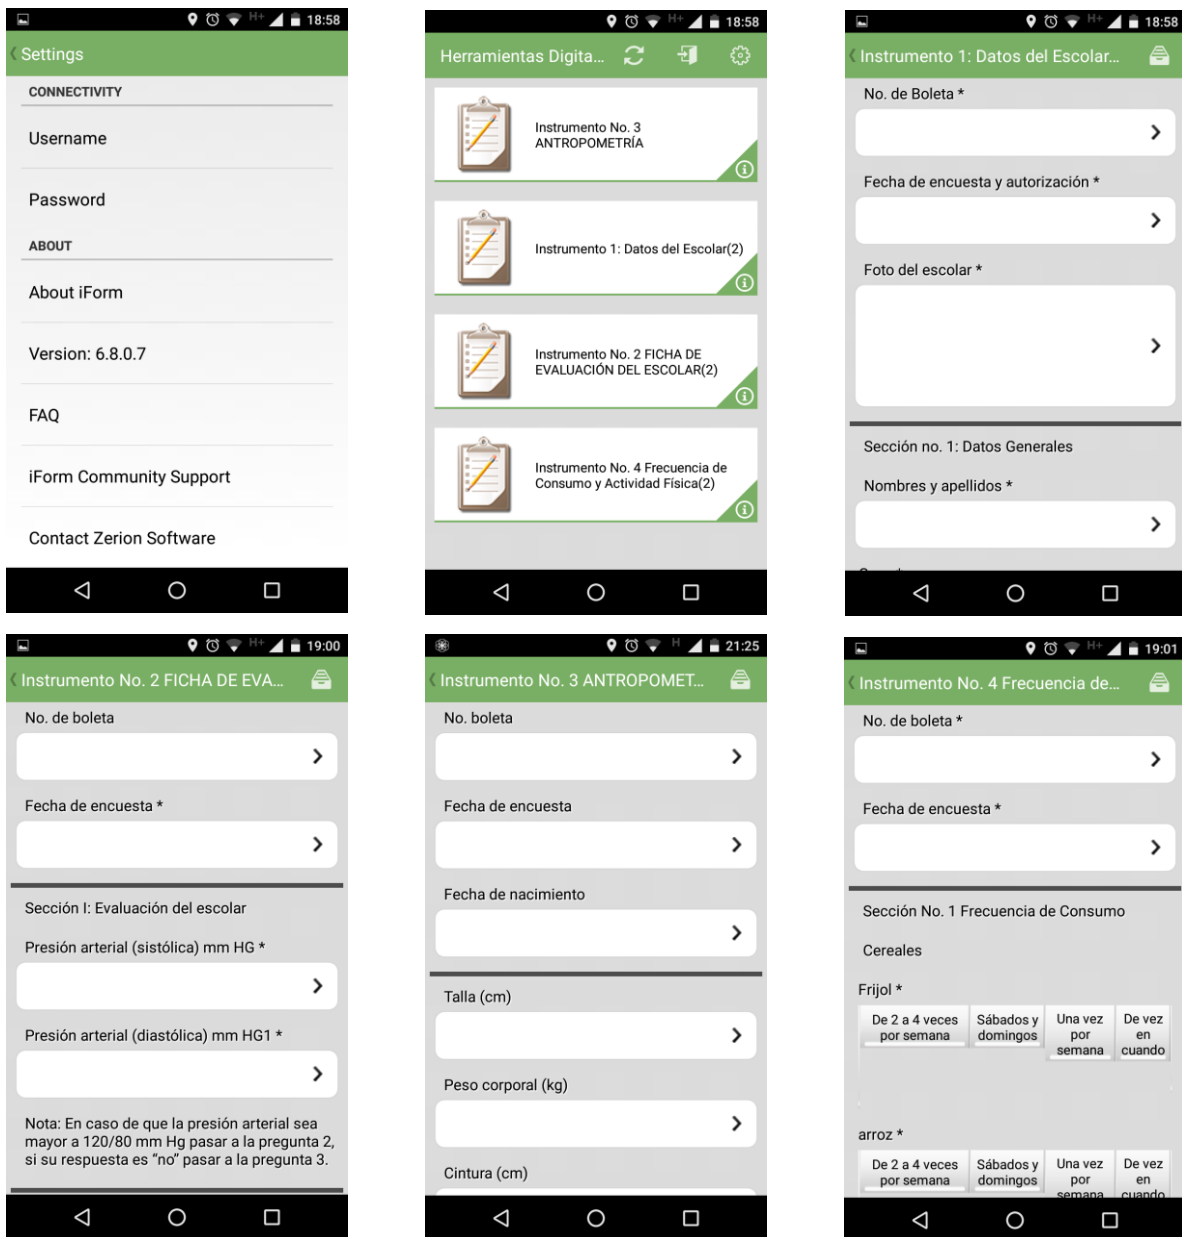 H+ 18:58
Settings
CONNECTIVITY
Username
Password
ABOUT
About iForm
Version: 6.8.0.7
FAQ
iForm Community Support
Contact Zerion Software
H+ 18:58
Herramientas Digita...
Instrumento No. 3
ANTROPOMETRÍA
Instrumento 1: Datos del Escolar(2)
Instrumento No. 2 FICHA DE
EVALUACIÓN DEL ESCOLAR(2)
Instrumento No. 4 Frecuencia de
Consumo y Actividad Física(2)
H+ 18:58
Instrumento 1: Datos del Escolar...
No. de Boleta *
Fecha de encuesta y autorización *
Foto del escolar *
Sección no. 1: Datos Generales
Nombres y apellidos *
H+ 19:00
Instrumento No. 2 FICHA DE EVA...
No. de boleta
Fecha de encuesta *
Sección I: Evaluación del escolar
Presión arterial (sistólica) mm HG *
Presión arterial (diastólica) mm HG1 *
Nota: En caso de que la presión arterial sea
mayor a 120/80 mm Hg pasar a la pregunta 2,
si su respuesta es “no” pasar a la pregunta 3.
H 21:25
Instrumento No. 3 ANTROPOMET...
No. boleta
Fecha de encuesta
Fecha de nacimiento
Talla (cm)
Peso corporal (kg)
Cintura (cm)
H+ 19:01
Instrumento No. 4 Frecuencia de...
No. de boleta *
Fecha de encuesta *
Sección No. 1 Frecuencia de Consumo
Cereales
Frijol *
De 2 a 4 veces Sábados y Una vez De vez
por semana domingos por en
semana cuando
arroz *
De 2 a 4 veces Sábados y Una vez De vez
por semana domingos por en
semana cuando